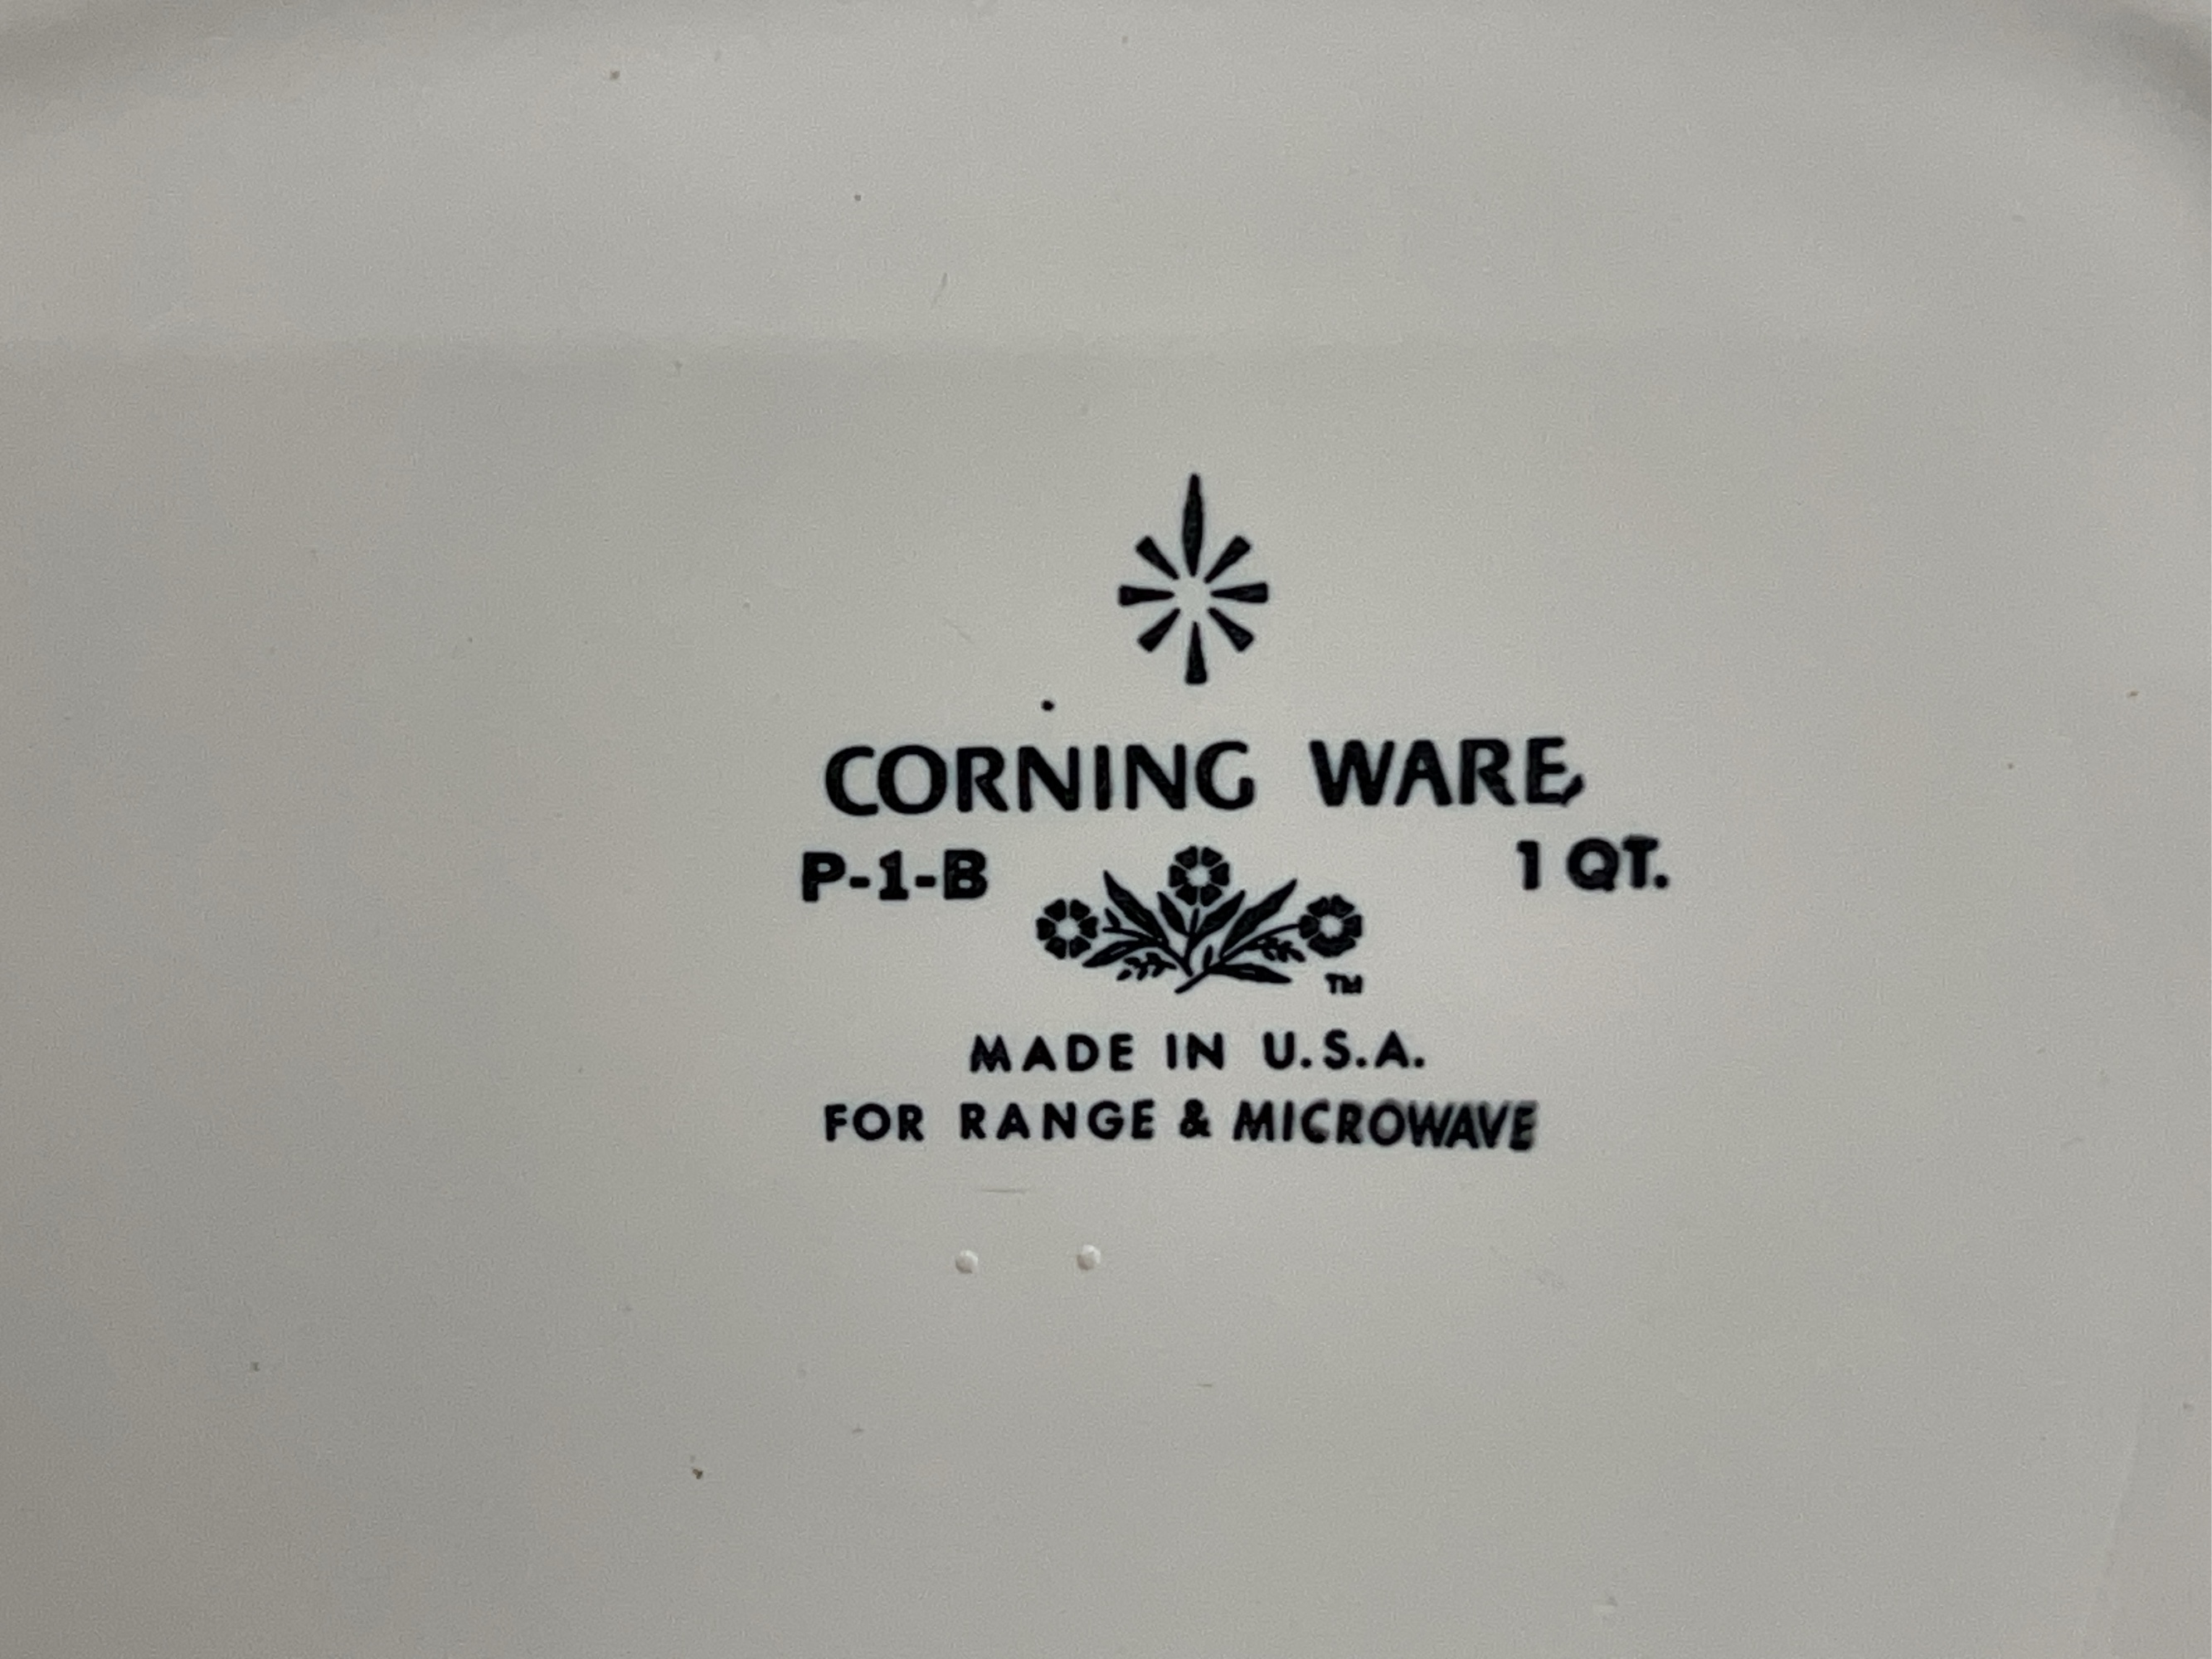 CORNING WARE
P-1-B 1 QT.
TM
MADE IN U.S.A.
FOR RANGE & MICROWAVE